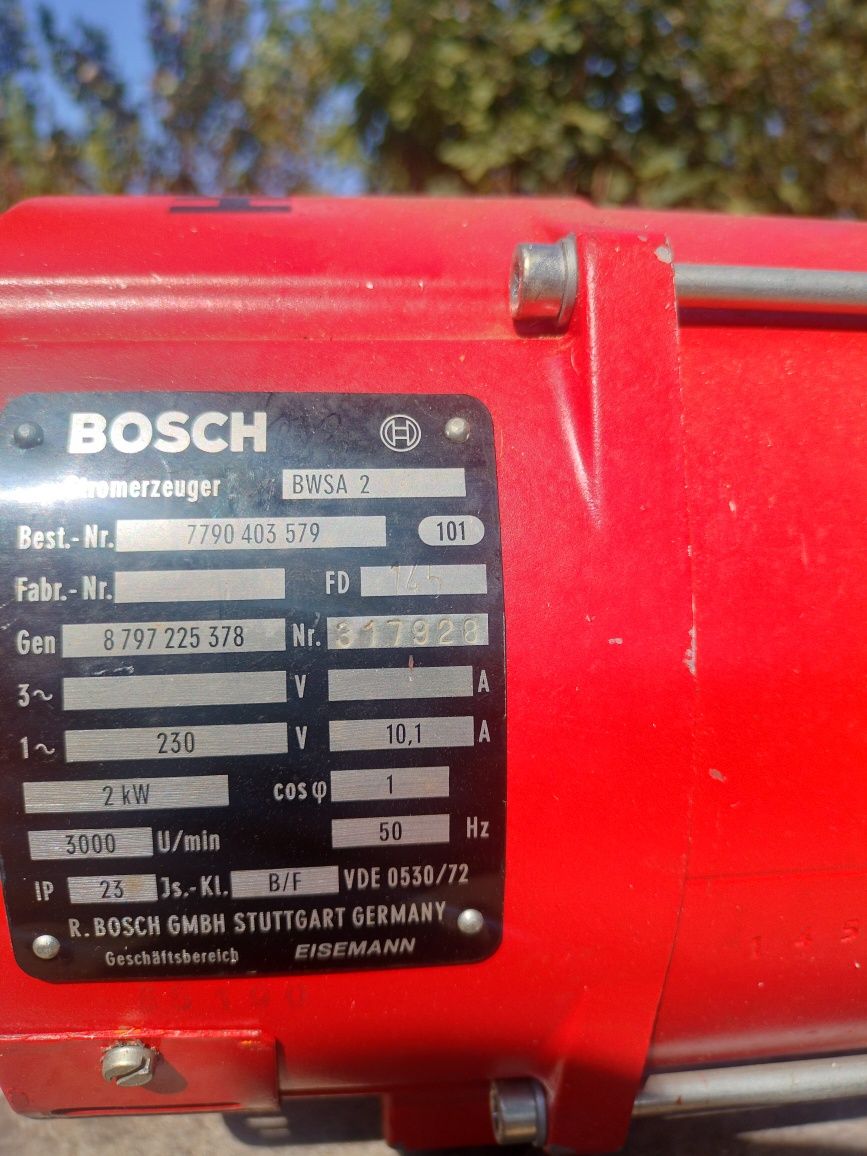 BOSCH
Stromerzeuger BWSA 2
Best.-Nr. 7790 403 579 101
Fabr.-Nr. FD 145
Gen 8 797 225 378 Nr. 317928
3~ V A
1~ 230 V 10,1 A
2 kW cos φ 1
3000 U/min 50 Hz
IP 23 Js.-Kl. B/F VDE 0530/72
R. BOSCH GMBH STUTTGART GERMANY
Geschäftsbereich EISEMANN
145